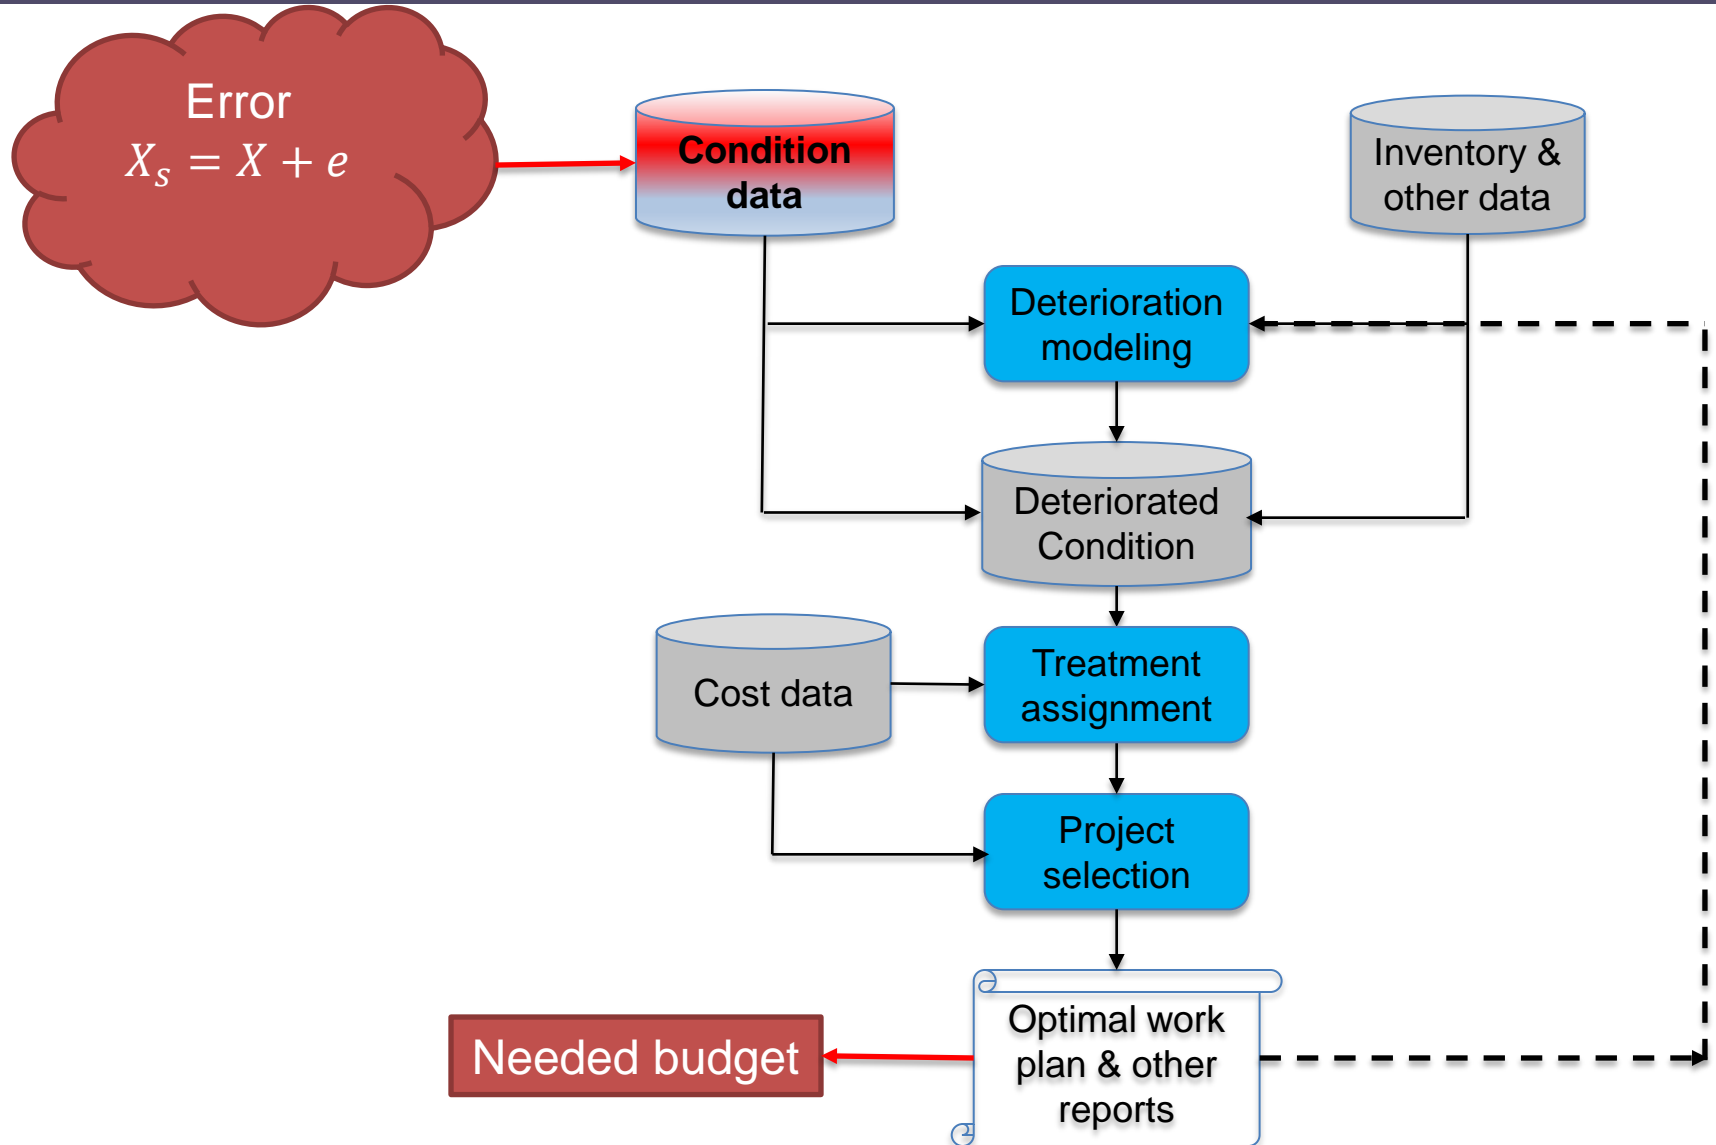 Error
X_s = X + e
Condition
data
Inventory &
other data
Deterioration
modeling
Deteriorated
Condition
Cost data
Treatment
assignment
Project
selection
Optimal work
plan & other
reports
Needed budget